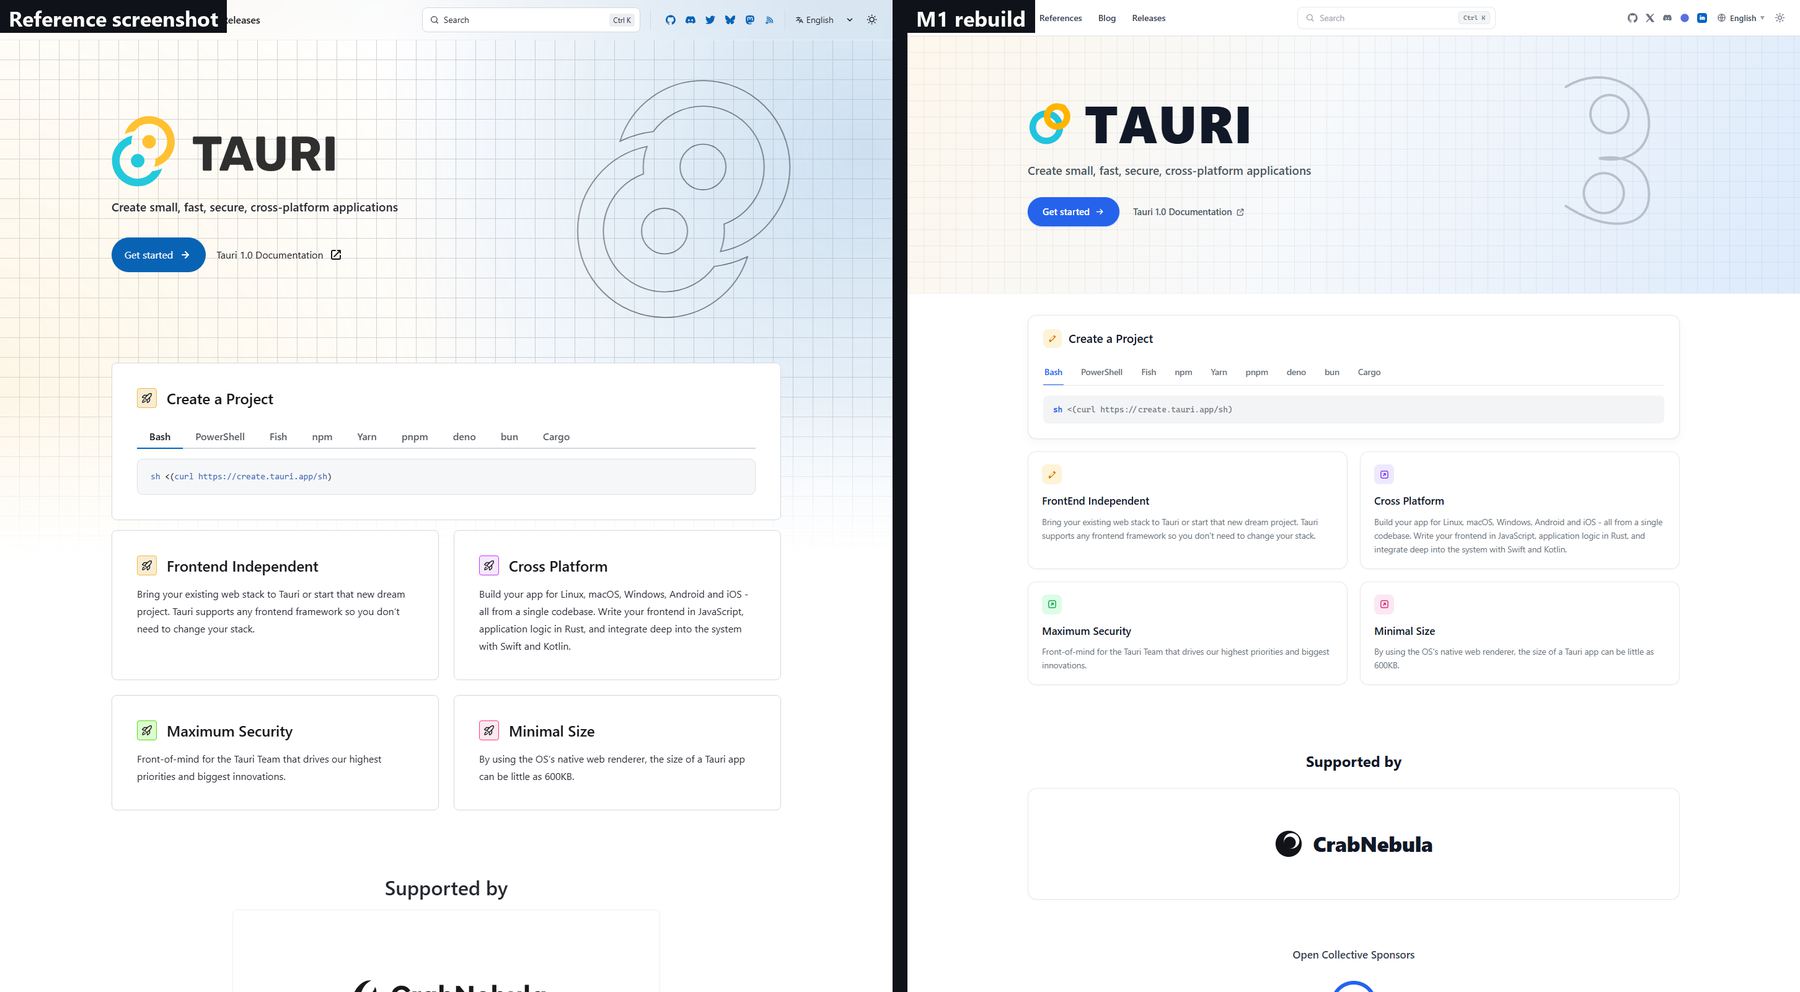 Reference screenshot
Releases
Search
Ctrl K
English
TAURI
Create small, fast, secure, cross-platform applications
Get started
Tauri 1.0 Documentation
Create a Project
Bash PowerShell Fish npm Yarn pnpm deno bun Cargo
sh <(curl https://create.tauri.app/sh)
Frontend Independent
Bring your existing web stack to Tauri or start that new dream
project. Tauri supports any frontend framework so you don't
need to change your stack.
Cross Platform
Build your app for Linux, macOS, Windows, Android and iOS -
all from a single codebase. Write your frontend in JavaScript,
application logic in Rust, and integrate deep into the system
with Swift and Kotlin.
Maximum Security
Front-of-mind for the Tauri Team that drives our highest
priorities and biggest innovations.
Minimal Size
By using the OS's native web renderer, the size of a Tauri app
can be little as 600KB.
Supported by
CrabNebula
M1 rebuild
References Blog Releases
Search
Ctrl K
English
TAURI
Create small, fast, secure, cross-platform applications
Get started
Tauri 1.0 Documentation
Create a Project
Bash PowerShell Fish npm Yarn pnpm deno bun Cargo
sh <(curl https://create.tauri.app/sh)
FrontEnd Independent
Bring your existing web stack to Tauri or start that new dream project. Tauri
supports any frontend framework so you don't need to change your stack.
Cross Platform
Build your app for Linux, macOS, Windows, Android and iOS - all from a single
codebase. Write your frontend in JavaScript, application logic in Rust, and
integrate deep into the system with Swift and Kotlin.
Maximum Security
Front-of-mind for the Tauri Team that drives our highest priorities and biggest
innovations.
Minimal Size
By using the OS's native web renderer, the size of a Tauri app can be little as
600KB.
Supported by
CrabNebula
Open Collective Sponsors